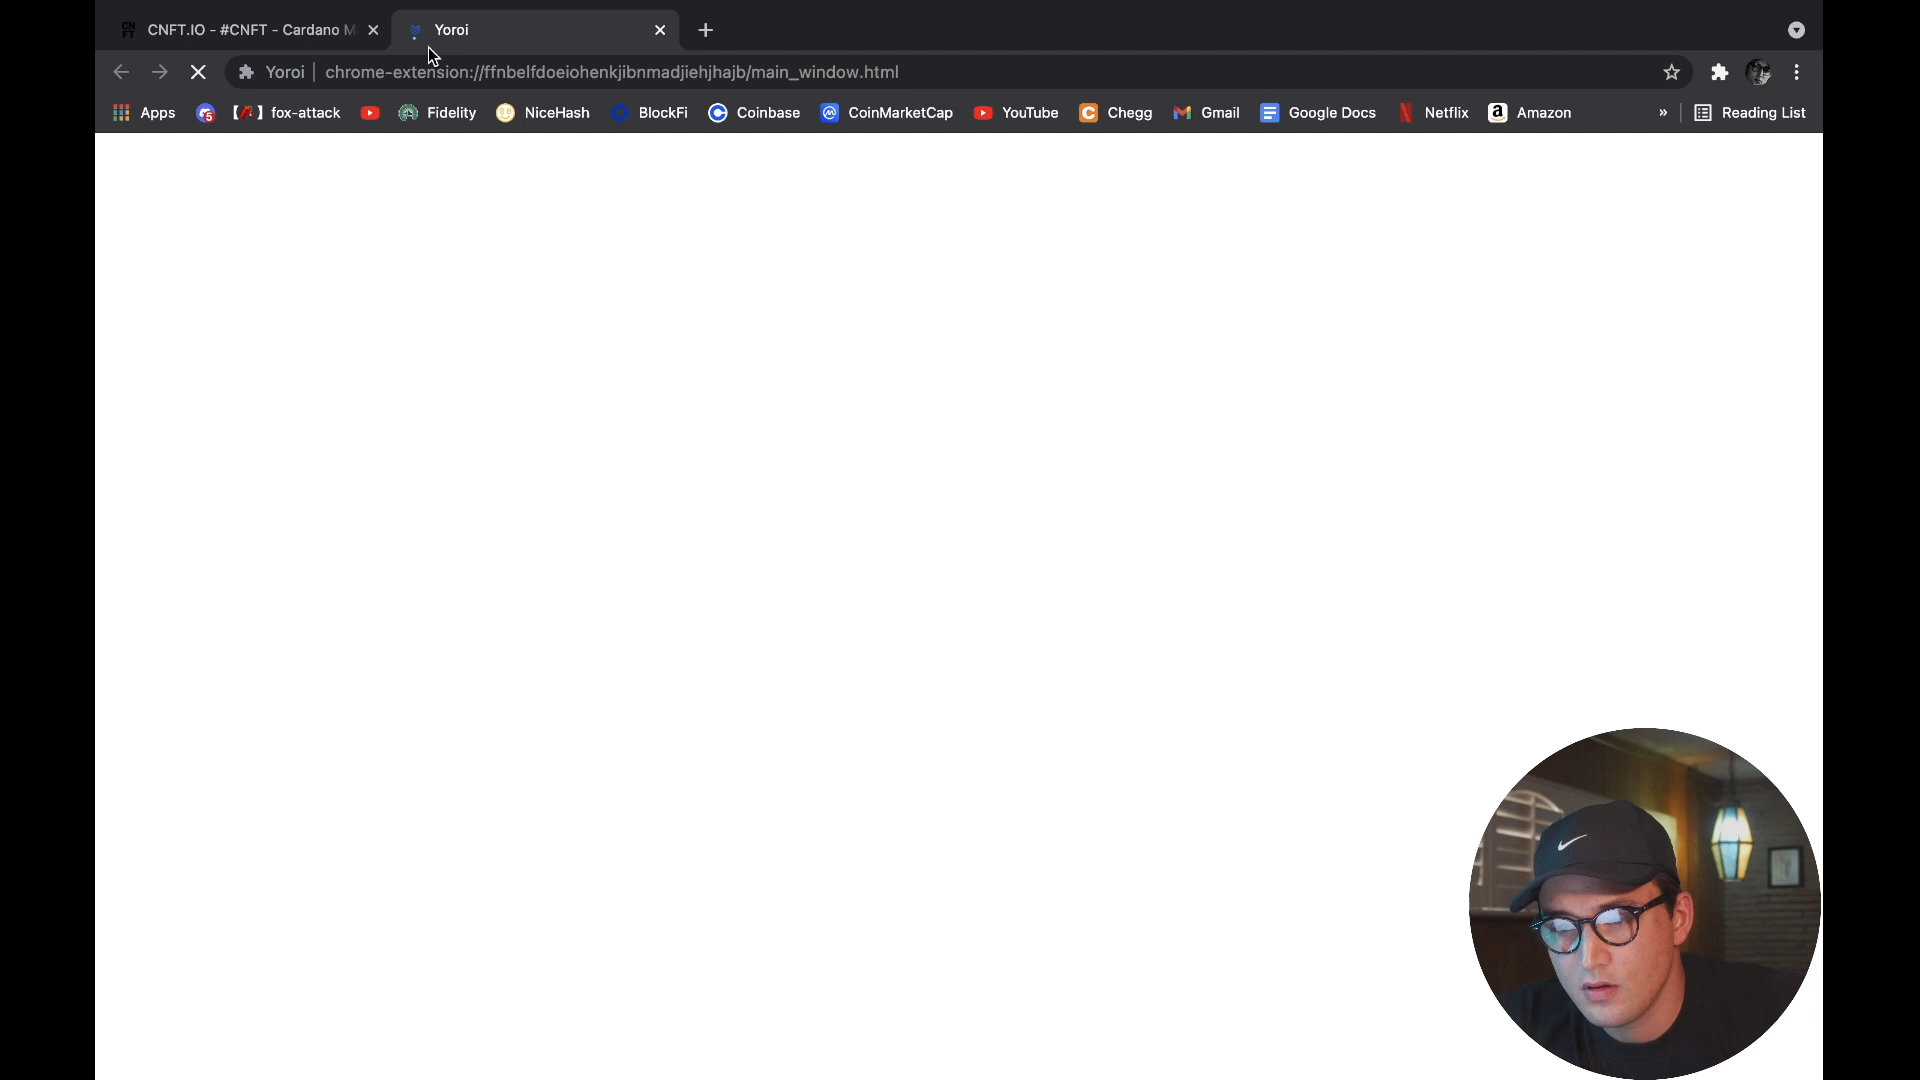 CNFT.IO - #CNFT - Cardano M
Yoroi
Yoroi | chrome-extension://ffnbelfdoeiohenkjibnmadjiehjhajb/main_window.html
Apps
5
【 】 fox-attack
Fidelity
NiceHash
BlockFi
Coinbase
CoinMarketCap
YouTube
Chegg
Gmail
Google Docs
Netflix
Amazon
»
Reading List